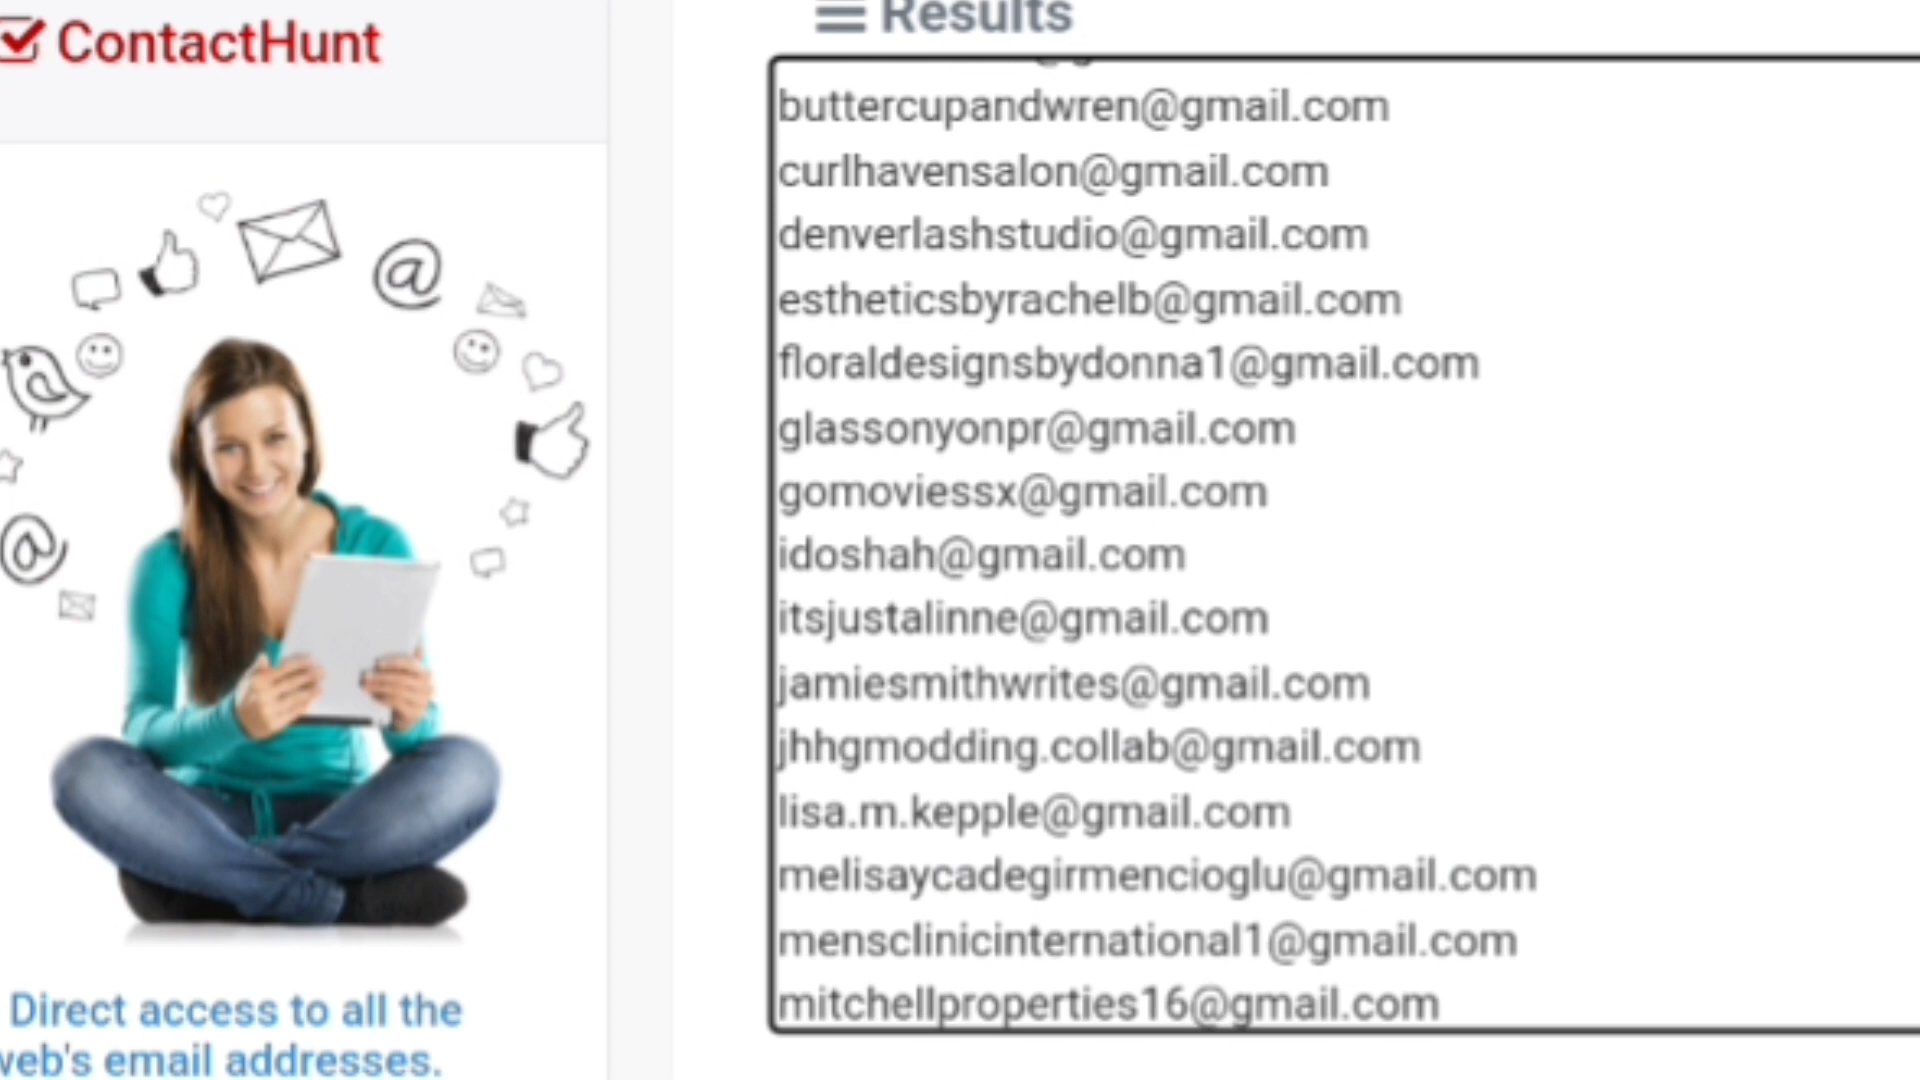 ContactHunt
Direct access to all the
web's email addresses.
Results
buttercupandwren@gmail.com
curlhavensalon@gmail.com
denverlashstudio@gmail.com
estheticsbyrachelb@gmail.com
floraldesignsbydonna1@gmail.com
glassonyonpr@gmail.com
gomoviessx@gmail.com
idoshah@gmail.com
itsjustalinne@gmail.com
jamiesmithwrites@gmail.com
jhhgmodding.collab@gmail.com
lisa.m.kepple@gmail.com
melisaycadegirmencioglu@gmail.com
mensclinicinternational1@gmail.com
mitchellproperties16@gmail.com